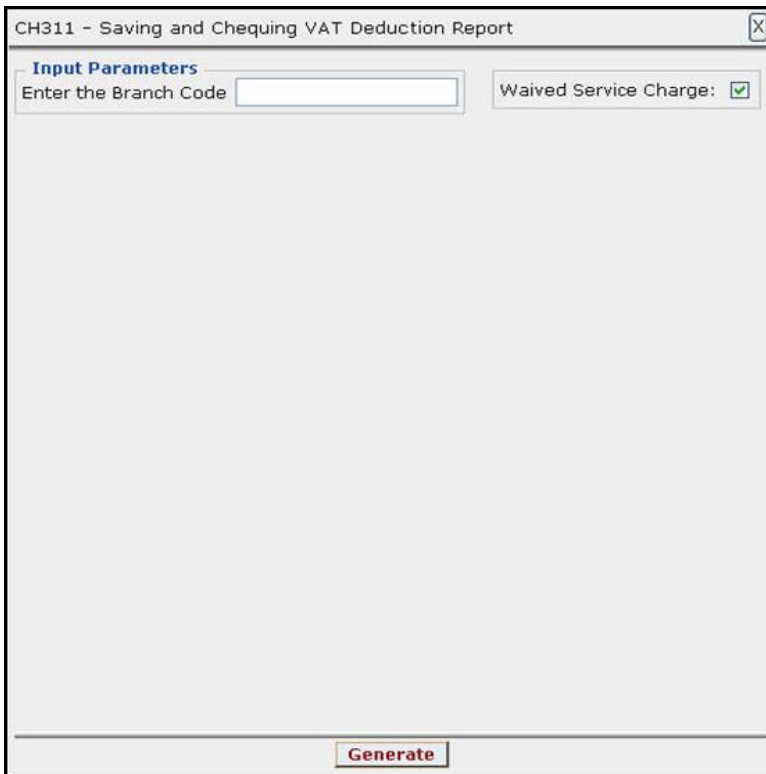 CH311 - Saving and Chequing VAT Deduction Report X
Input Parameters
Enter the Branch Code
Waived Service Charge:
Generate